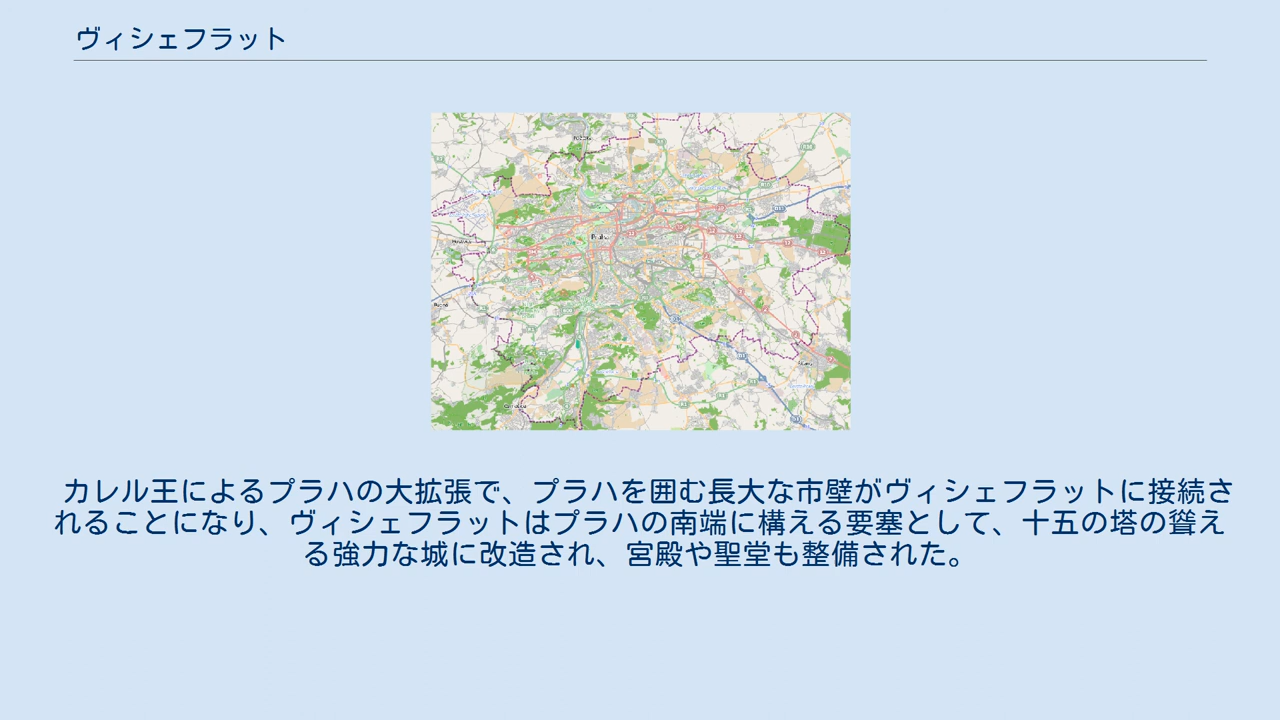 ヴィシェフラット
Praha
カレル王によるプラハの大拡張で、プラハを囲む長大な市壁がヴィシェフラットに接続さ
れることになり、ヴィシェフラットはプラハの南端に構える要塞として、十五の塔の聳え
る強力な城に改造され、宮殿や聖堂も整備された。